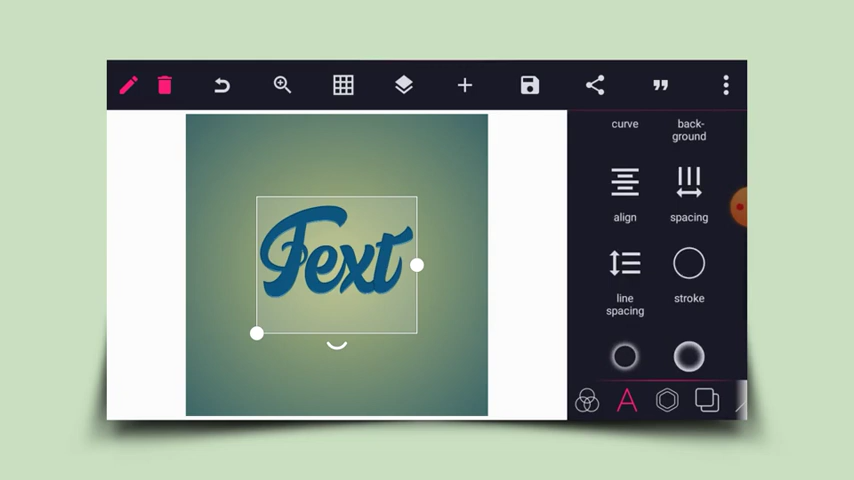 curve
back-
ground
align
spacing
line
spacing
stroke
Text